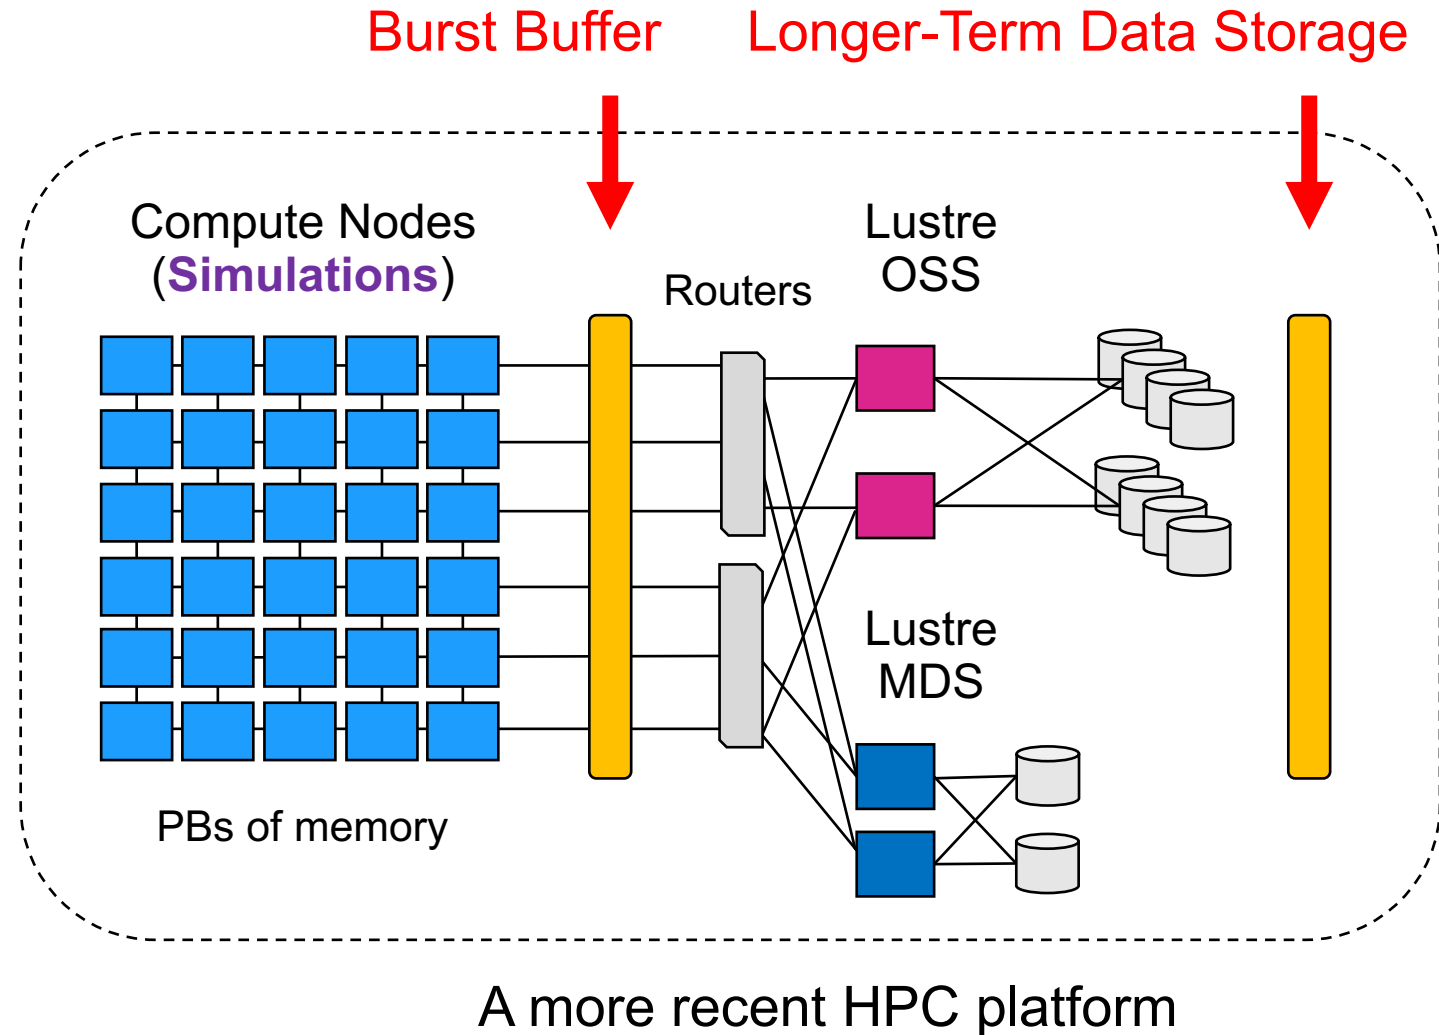 Burst Buffer
Longer-Term Data Storage
Compute Nodes
(Simulations)
Routers
Lustre
OSS
Lustre
MDS
PBs of memory
A more recent HPC platform